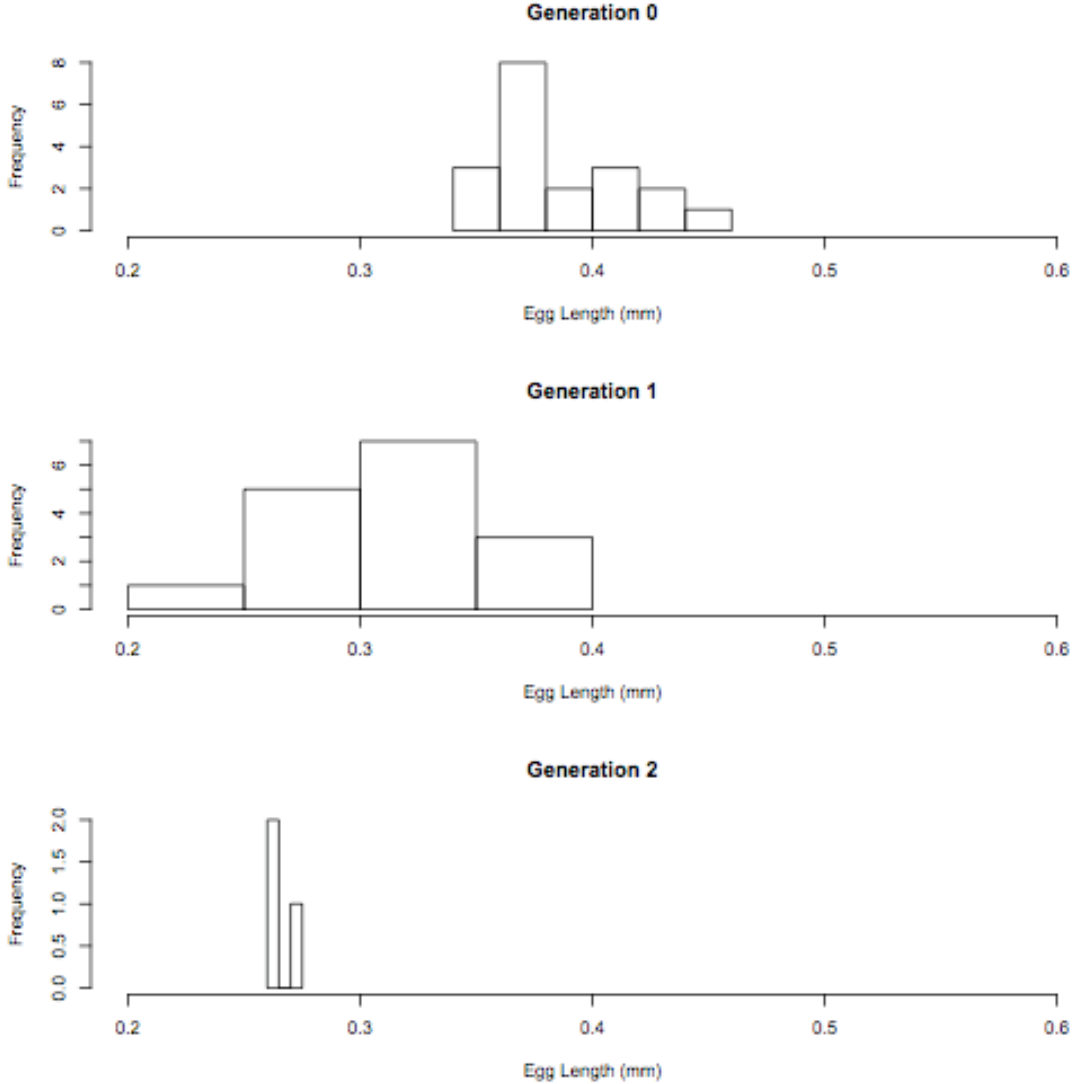 Generation 0
Frequency
0 2 4 6 8
0.2 0.3 0.4 0.5 0.6
Egg Length (mm)
Generation 1
Frequency
0 2 4 6
0.2 0.3 0.4 0.5 0.6
Egg Length (mm)
Generation 2
Frequency
0.0 0.5 1.0 1.5 2.0
0.2 0.3 0.4 0.5 0.6
Egg Length (mm)